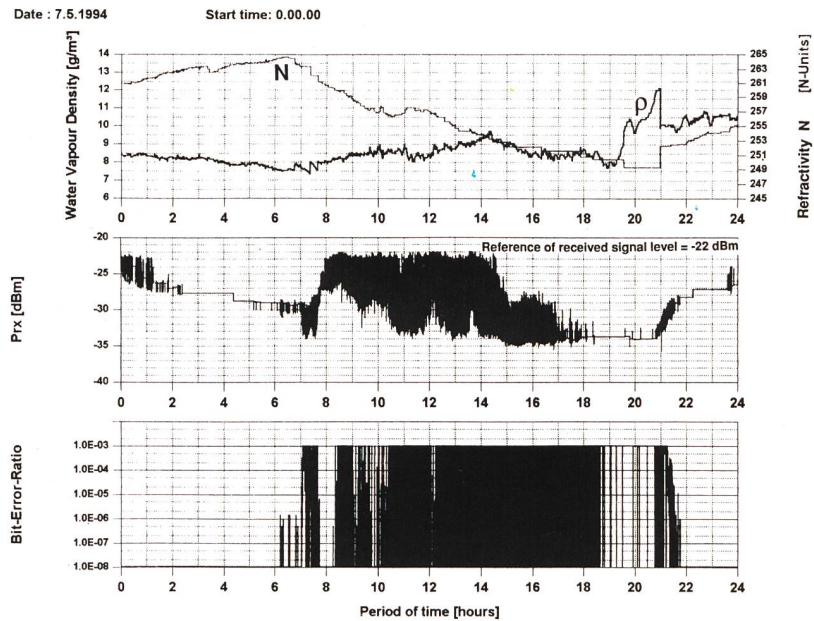 Date : 7.5.1994 Start time: 0.00.00
Water Vapour Density [g/m³]
14
13
12
11
10
9
8
7
6
N
ρ
265
263
261
259
257
255
253
251
249
247
245
Refractivity N [N-Units]
0 2 4 6 8 10 12 14 16 18 20 22 24
Prx [dBm]
-20
-25
-30
-35
-40
Reference of received signal level = -22 dBm
0 2 4 6 8 10 12 14 16 18 20 22 24
Bit-Error-Ratio
1.0E-03
1.0E-04
1.0E-05
1.0E-06
1.0E-07
1.0E-08
0 2 4 6 8 10 12 14 16 18 20 22 24
Period of time [hours]